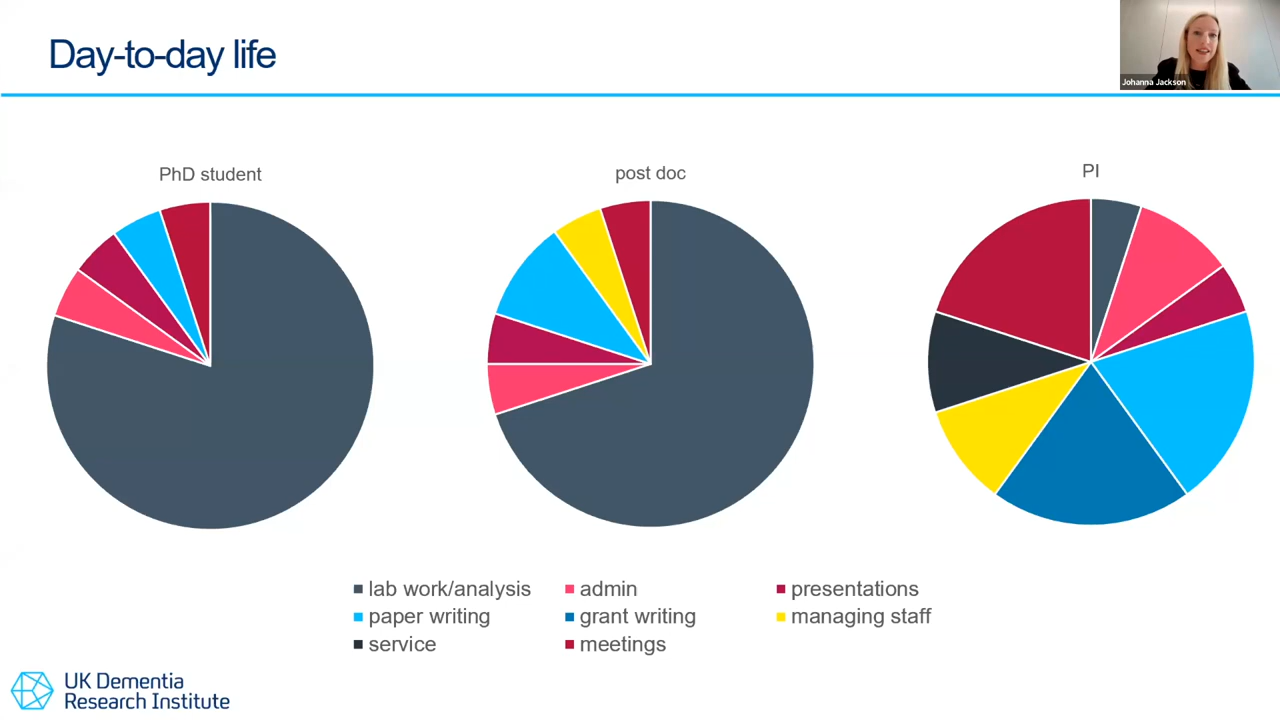 Day-to-day life
Johanna Jackson
PhD student
post doc
PI
lab work/analysis
admin
presentations
paper writing
grant writing
managing staff
service
meetings
UK Dementia
Research Institute